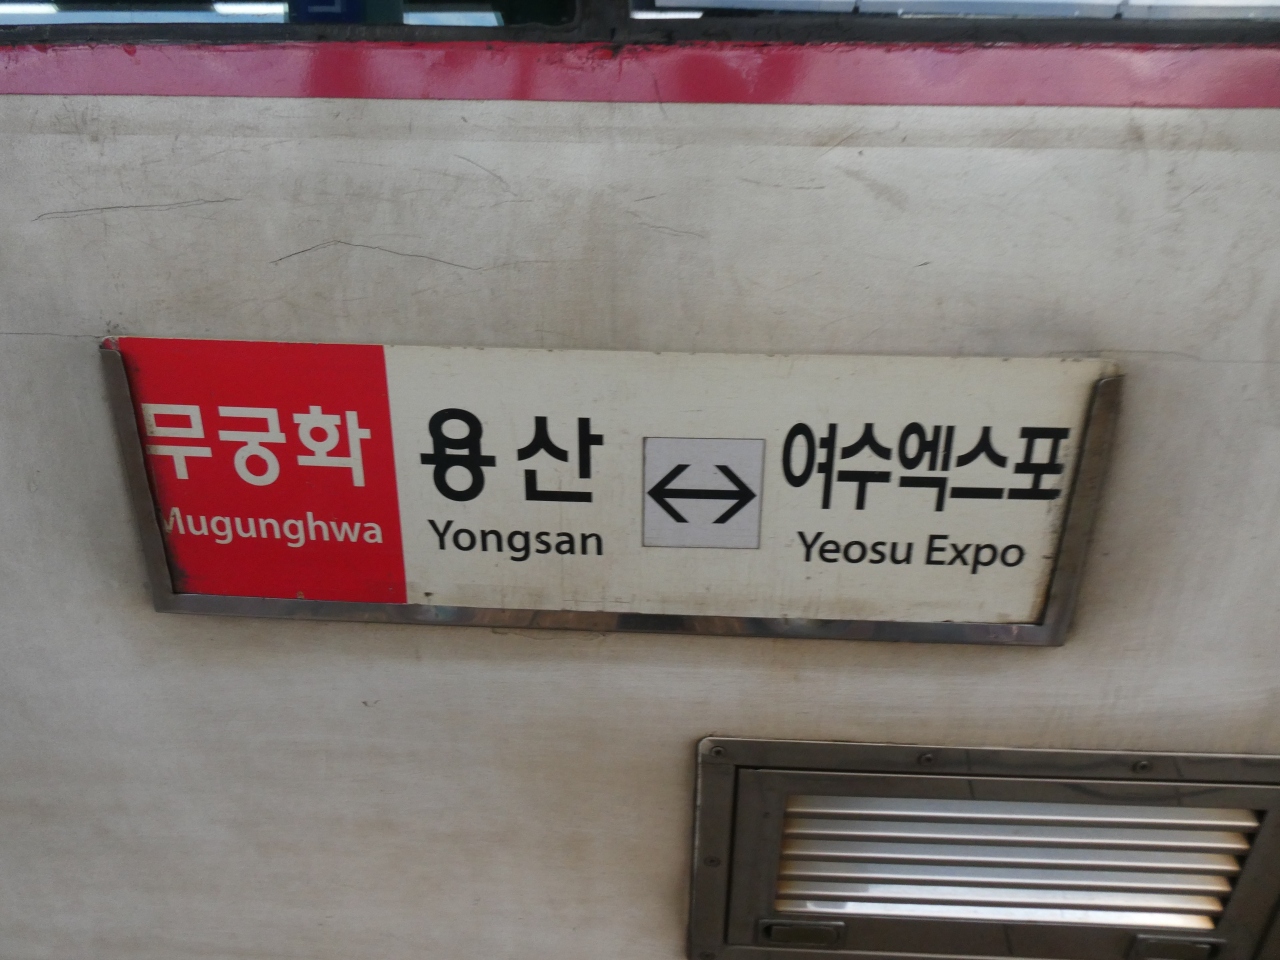 무궁화
Mugunghwa
용산
Yongsan
↔
여수엑스포
Yeosu Expo